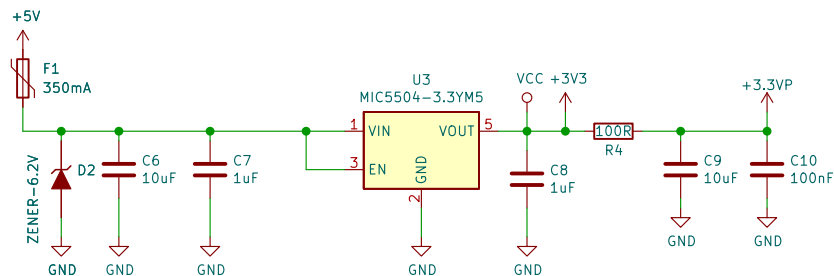 +5V
F1
350mA
ZENER-6.2V
D2
GND
C6
10uF
GND
C7
1uF
GND
U3
MIC5504-3.3YM5
1
VIN
3
EN
VOUT
5
GND
2
GND
VCC
+3V3
C8
1uF
GND
100R
R4
+3.3VP
C9
10uF
GND
C10
100nF
GND